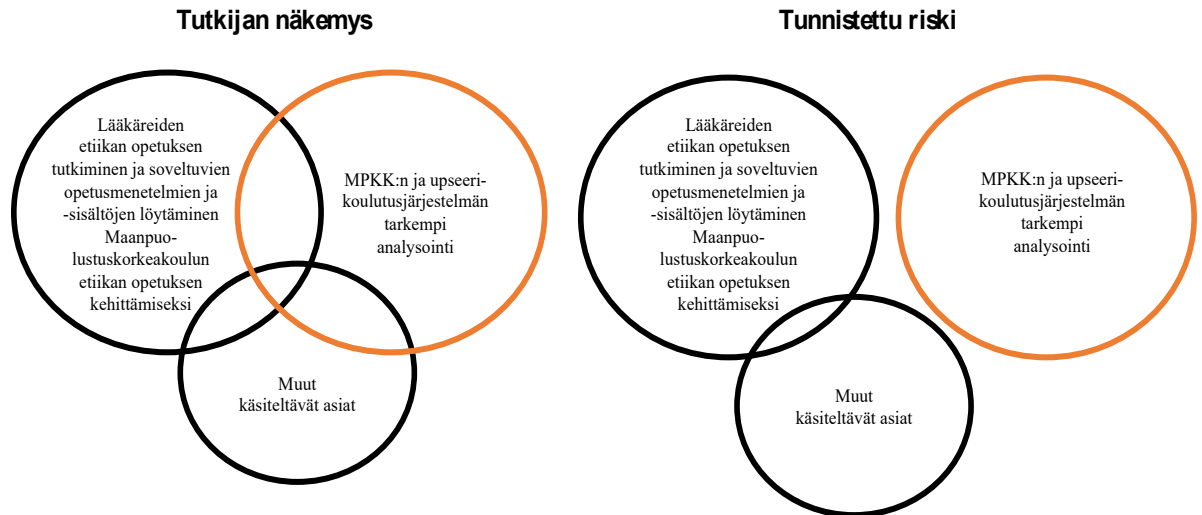 Tutkijan näkemys
Lääkäreiden
etiikan opetuksen
tutkiminen ja soveltuvien
opetusmenetelmien ja
-sisältöjen löytäminen
Maanpuo-
lustuskorkeakoulun
etiikan opetuksen
kehittämiseksi
MPKK:n ja upseeri-
koulutusjärjestelmän
tarkempi
analysointi
Muut
käsiteltävät asiat
Tunnistettu riski
Lääkäreiden
etiikan opetuksen
tutkiminen ja soveltuvien
opetusmenetelmien ja
-sisältöjen löytäminen
Maanpuo-
lustuskorkeakoulun
etiikan opetuksen
kehittämiseksi
MPKK:n ja upseeri-
koulutusjärjestelmän
tarkempi
analysointi
Muut
käsiteltävät asiat